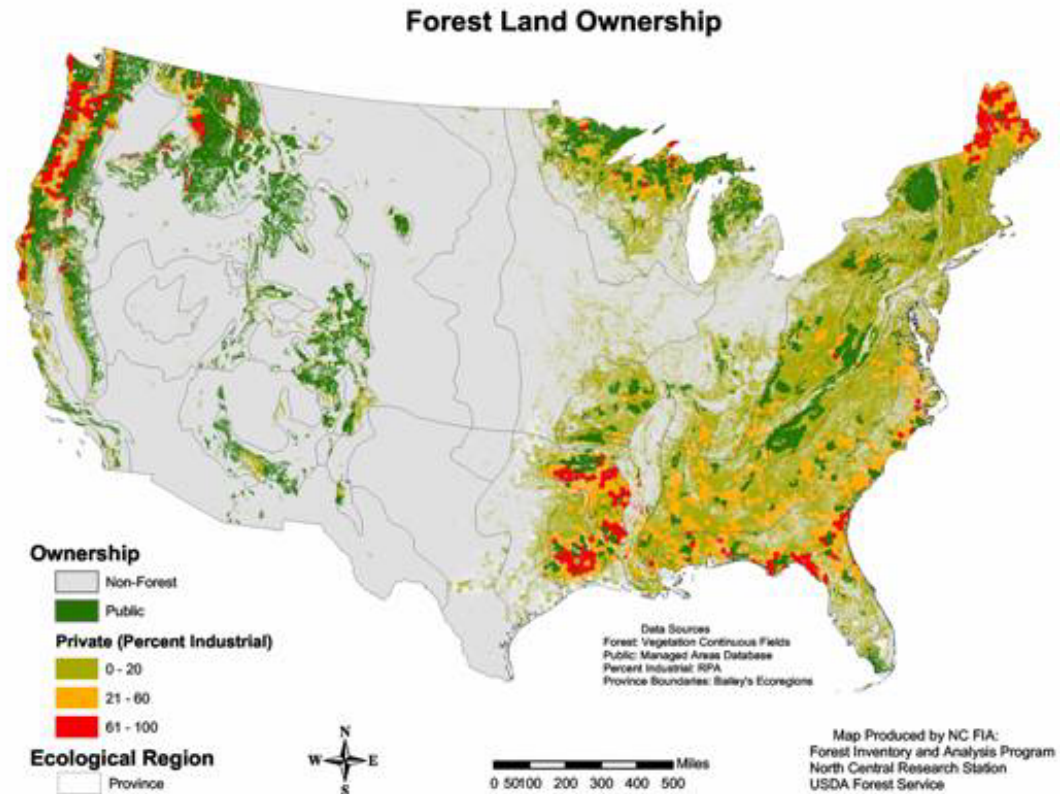 Forest Land Ownership
Ownership
Non-Forest
Public
Private (Percent Industrial)
0 - 20
21 - 60
61 - 100
Ecological Region
Province
N
W E
S
Miles
0 50100 200 300 400 500
Data Sources
Forest: Vegetation Continuous Fields
Public: Managed Areas Database
Percent Industrial: RPA
Province Boundaries: Bailey's Ecoregions
Map Produced by NC FIA:
Forest Inventory and Analysis Program
North Central Research Station
USDA Forest Service